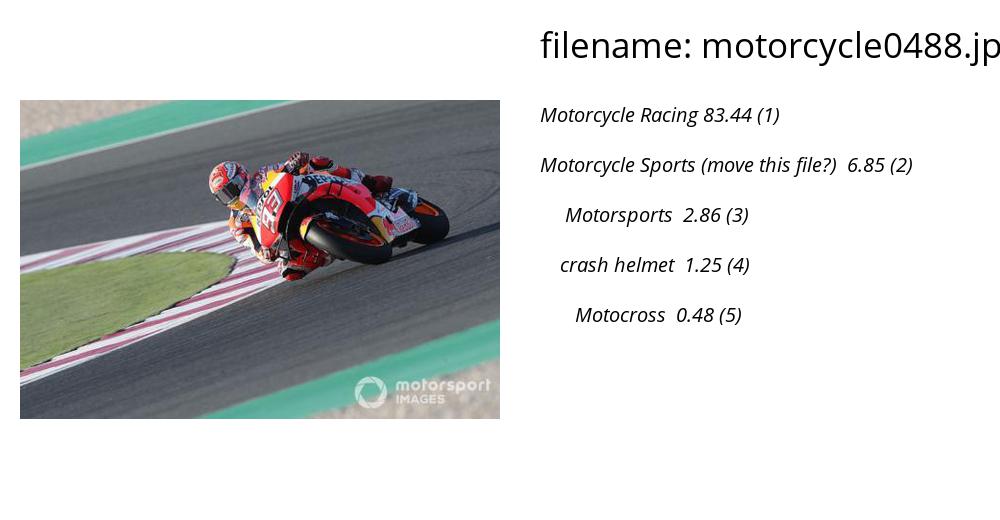 filename: motorcycle0488.jp
Motorcycle Racing 83.44 (1)
Motorcycle Sports (move this file?) 6.85 (2)
Motorsports 2.86 (3)
crash helmet 1.25 (4)
Motocross 0.48 (5)
93
REPSOL
motorsport
IMAGES